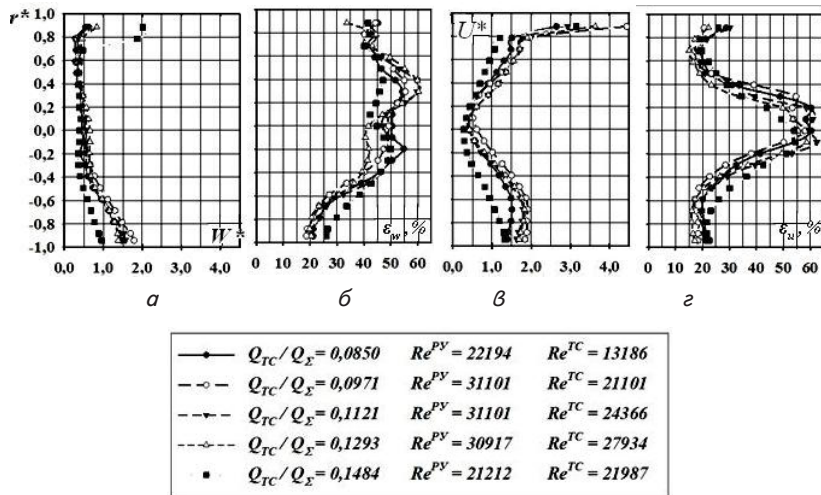 r*
1,0
0,8
0,6
0,4
0,2
0,0
-0,2
-0,4
-0,6
-0,8
-1,0
W*
0,0 1,0 2,0 3,0 4,0
а
ε_w, %
0 10 20 30 40 50 60
б
U*
0,0 1,0 2,0 3,0 4,0
в
ε_u, %
0 10 20 30 40 50 60
г
Q_TC / Q_Σ = 0,0850 Re^РУ = 22194 Re^TC = 13186
Q_TC / Q_Σ = 0,0971 Re^РУ = 31101 Re^TC = 21101
Q_TC / Q_Σ = 0,1121 Re^РУ = 31101 Re^TC = 24366
Q_TC / Q_Σ = 0,1293 Re^РУ = 30917 Re^TC = 27934
Q_TC / Q_Σ = 0,1484 Re^РУ = 21212 Re^TC = 21987